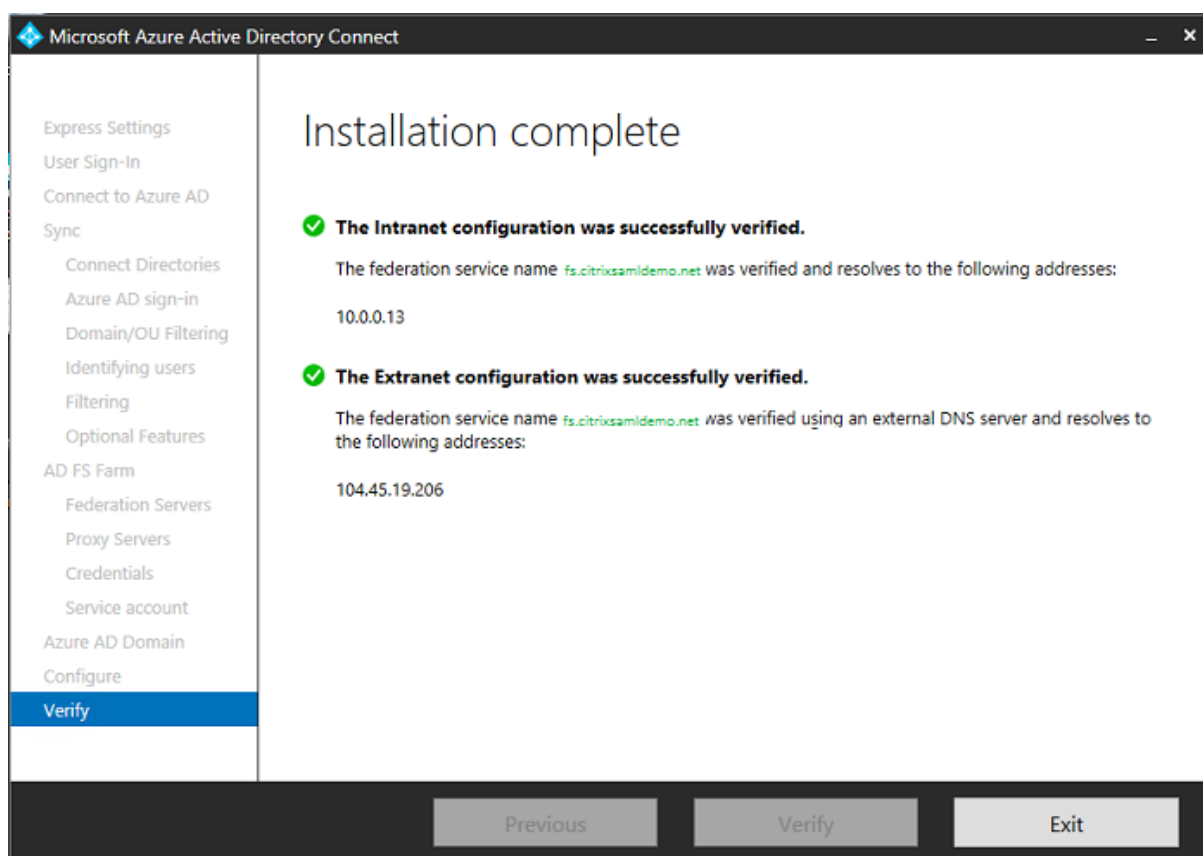 Microsoft Azure Active Directory Connect
Express Settings
User Sign-In
Connect to Azure AD
Sync
Connect Directories
Azure AD sign-in
Domain/OU Filtering
Identifying users
Filtering
Optional Features
AD FS Farm
Federation Servers
Proxy Servers
Credentials
Service account
Azure AD Domain
Configure
Verify
Installation complete
The Intranet configuration was successfully verified.
The federation service name fs.citrixsamldemo.net was verified and resolves to the following addresses:
10.0.0.13
The Extranet configuration was successfully verified.
The federation service name fs.citrixsamldemo.net was verified using an external DNS server and resolves to
the following addresses:
104.45.19.206
Previous
Verify
Exit